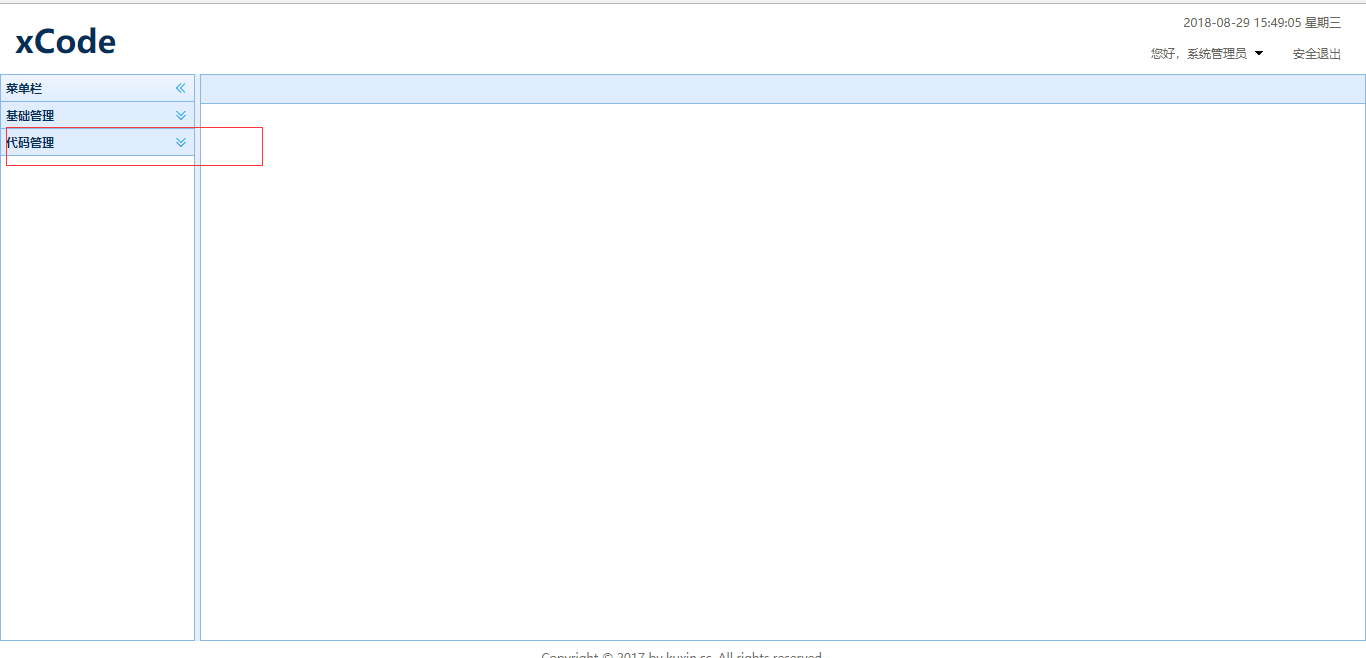 xCode
2018-08-29 15:49:05 星期三
您好，系统管理员
安全退出
菜单栏
基础管理
代码管理
Copyright © 2017 by kuxin.cc. All rights reserved.